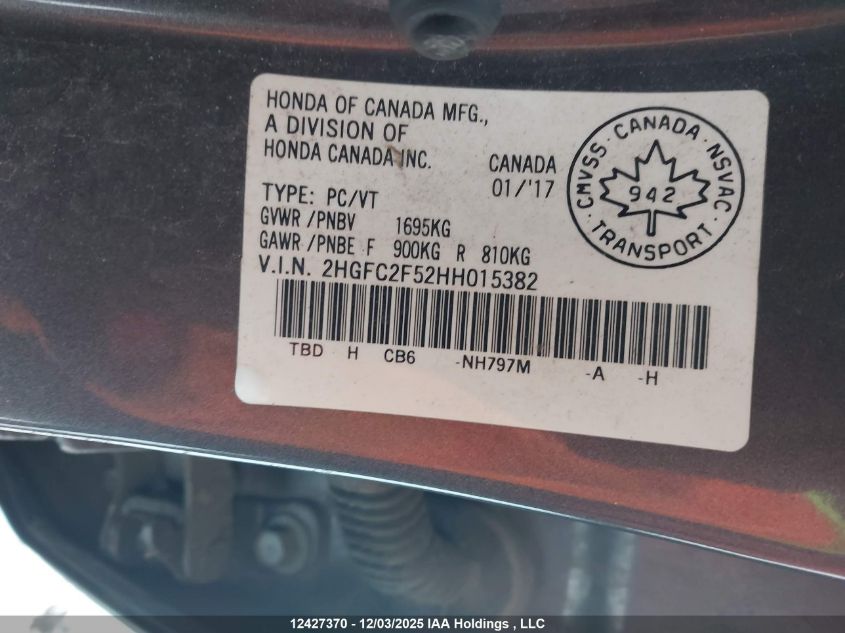 HONDA OF CANADA MFG.,
A DIVISION OF
HONDA CANADA INC.
CANADA
01/'17
TYPE: PC/VT
GVWR/PNBV 1695KG
GAWR/PNBE F 900KG R 810KG
V.I.N. 2HGFC2F52HH015382
TBD H CB6 -NH797M -A -H
CMVSS · CANADA · NSVAC
942
· TRANSPORT ·
12427370 - 12/03/2025 IAA Holdings , LLC